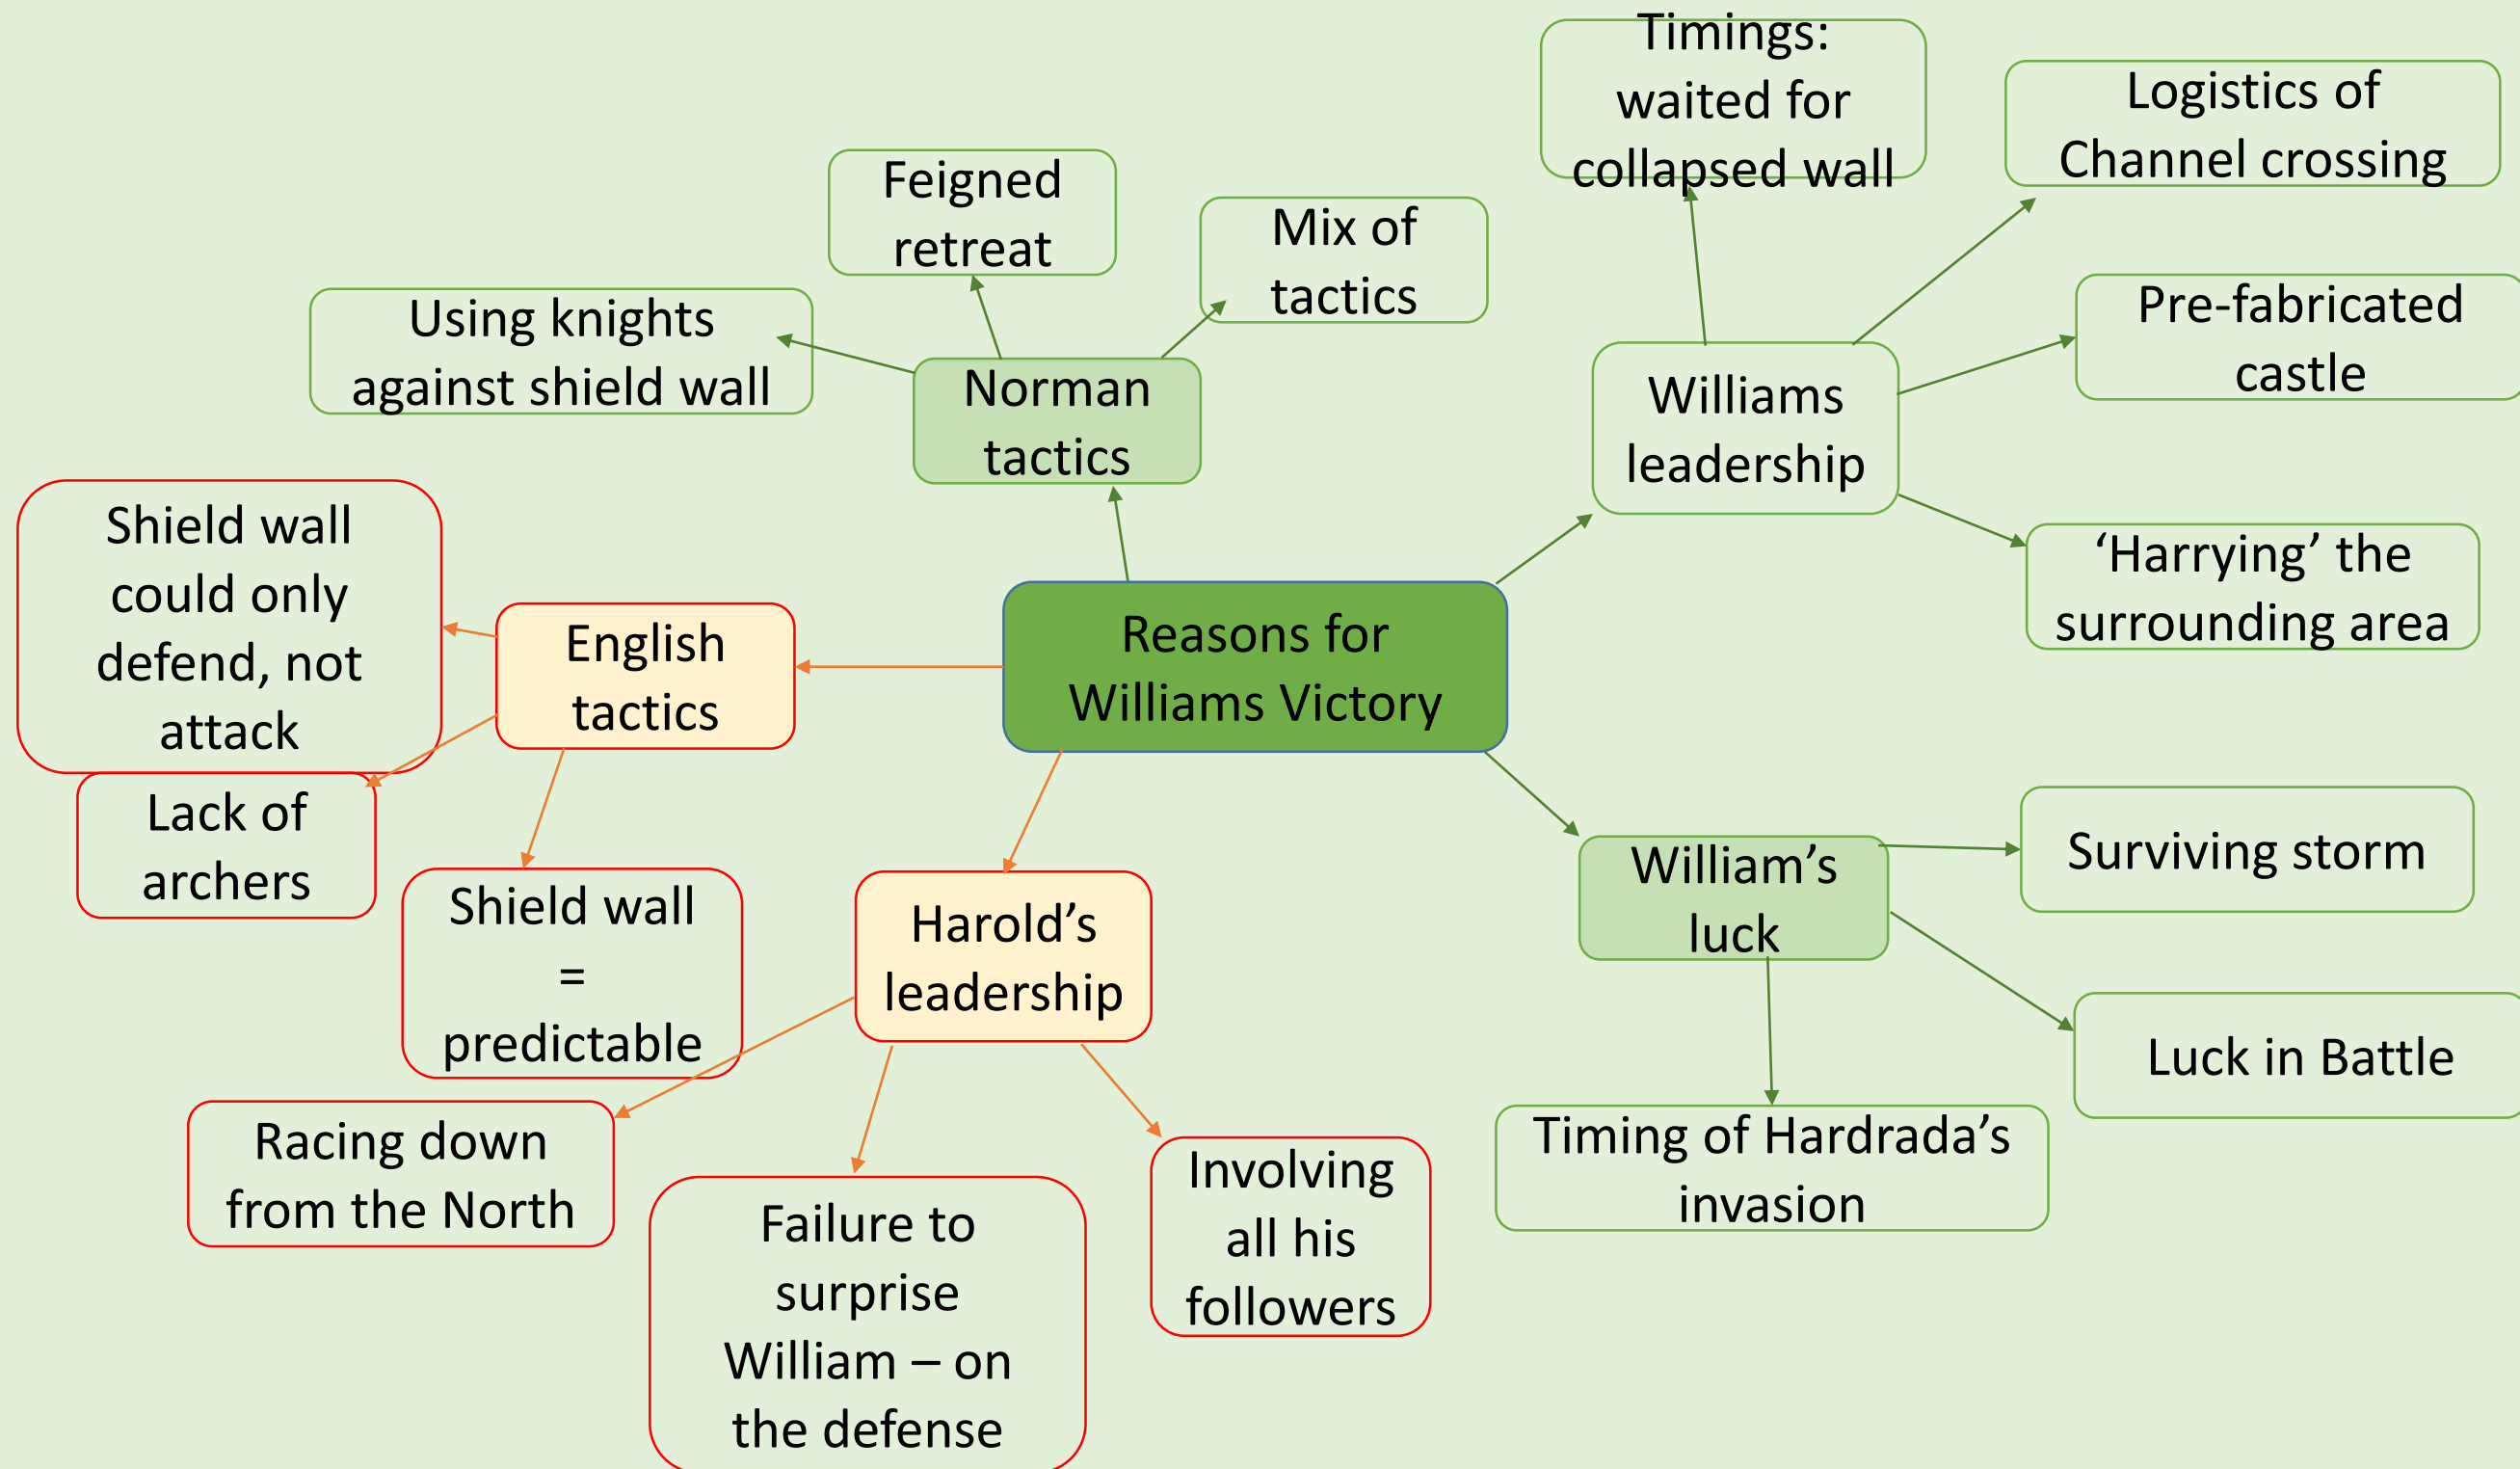 Timings:
waited for
collapsed wall
Logistics of
Channel crossing
Feigned
retreat
Mix of
tactics
Using knights
against shield wall
Pre-fabricated
castle
Norman
tactics
Williams
leadership
Shield wall
could only
defend, not
attack
‘Harrying’ the
surrounding area
English
tactics
Reasons for
Williams Victory
Lack of
archers
Surviving storm
William’s
luck
Shield wall
=
predictable
Harold’s
leadership
Luck in Battle
Racing down
from the North
Timing of Hardrada’s
invasion
Involving
all his
followers
Failure to
surprise
William – on
the defense